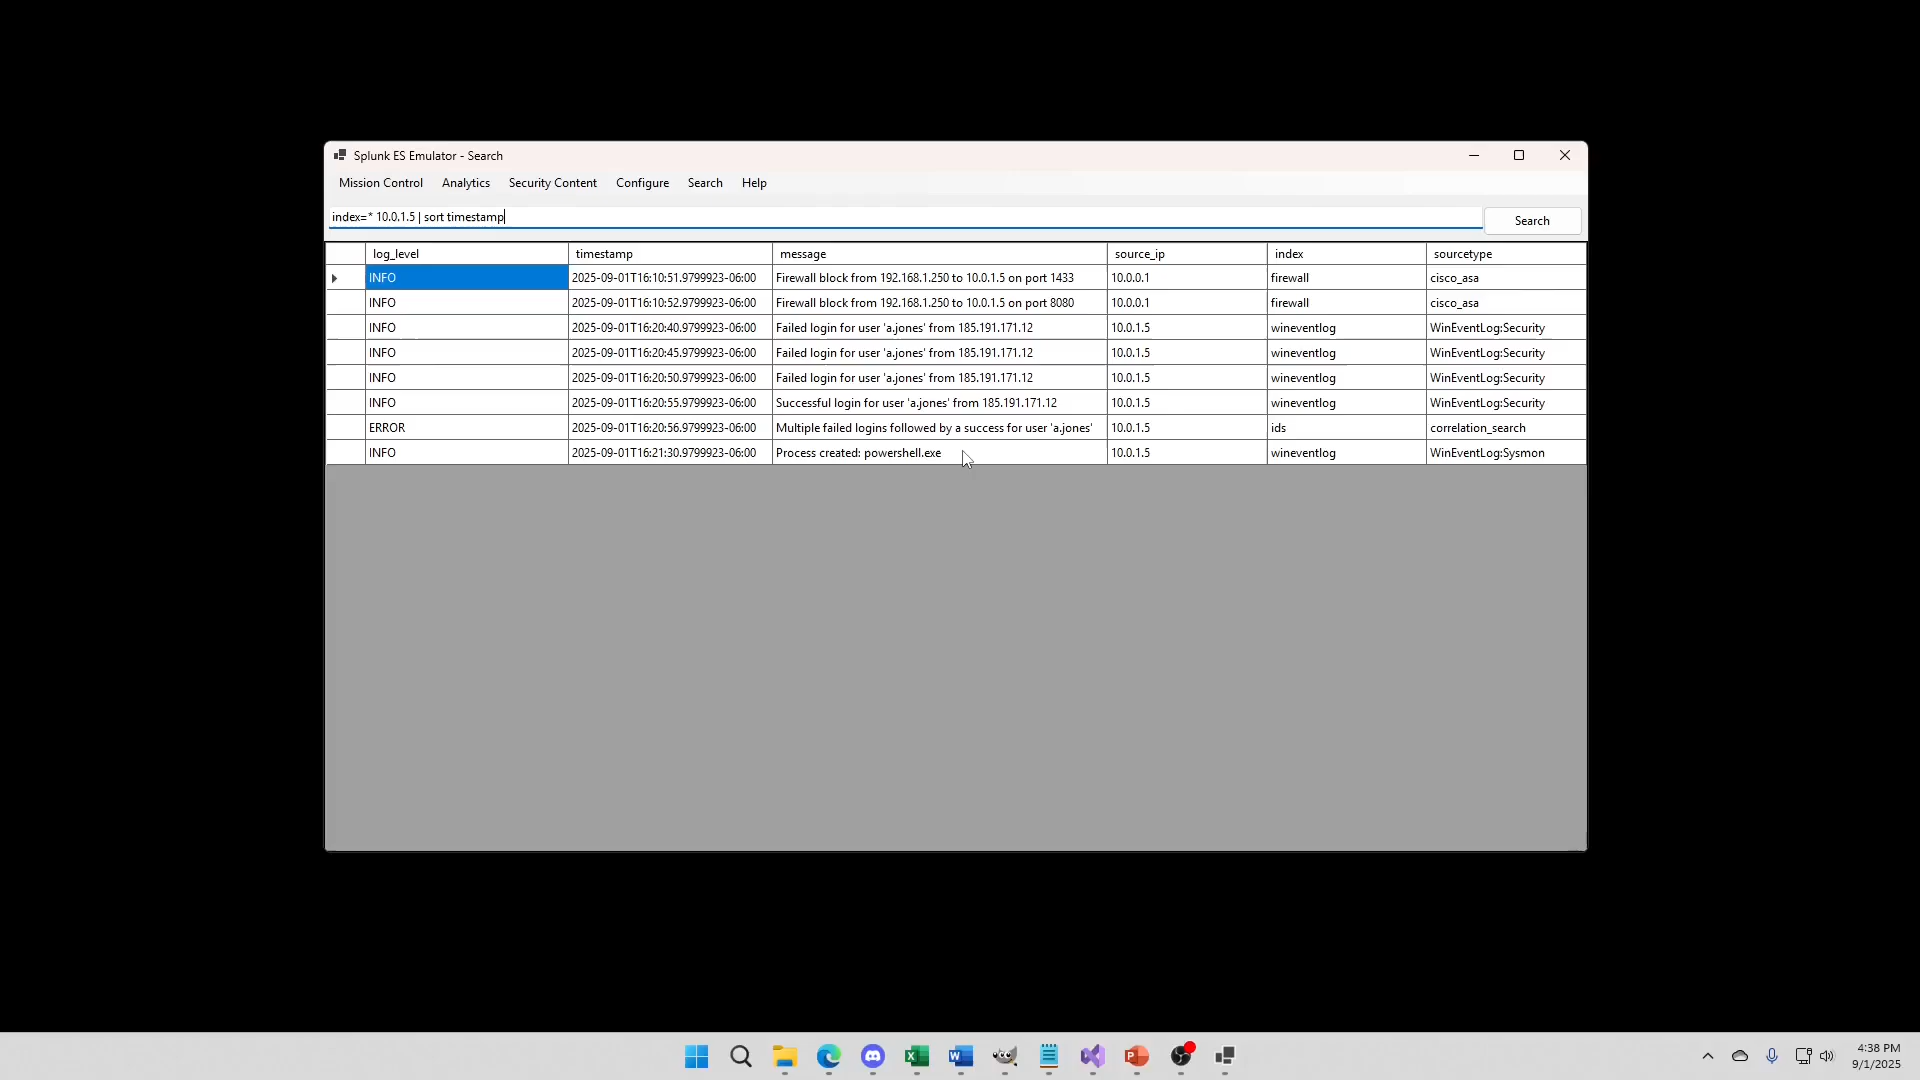 Splunk ES Emulator - Search
Mission Control Analytics Security Content Configure Search Help
index=* 10.0.1.5 | sort timestamp
Search
log_level timestamp message source_ip index sourcetype
INFO 2025-09-01T16:10:51.9799923-06:00 Firewall block from 192.168.1.250 to 10.0.1.5 on port 1433 10.0.0.1 firewall cisco_asa
INFO 2025-09-01T16:10:52.9799923-06:00 Firewall block from 192.168.1.250 to 10.0.1.5 on port 8080 10.0.0.1 firewall cisco_asa
INFO 2025-09-01T16:20:40.9799923-06:00 Failed login for user 'a.jones' from 185.191.171.12 10.0.1.5 wineventlog WinEventLog:Security
INFO 2025-09-01T16:20:45.9799923-06:00 Failed login for user 'a.jones' from 185.191.171.12 10.0.1.5 wineventlog WinEventLog:Security
INFO 2025-09-01T16:20:50.9799923-06:00 Failed login for user 'a.jones' from 185.191.171.12 10.0.1.5 wineventlog WinEventLog:Security
INFO 2025-09-01T16:20:55.9799923-06:00 Successful login for user 'a.jones' from 185.191.171.12 10.0.1.5 wineventlog WinEventLog:Security
ERROR 2025-09-01T16:20:56.9799923-06:00 Multiple failed logins followed by a success for user 'a.jones' 10.0.1.5 ids correlation_search
INFO 2025-09-01T16:21:30.9799923-06:00 Process created: powershell.exe 10.0.1.5 wineventlog WinEventLog:Sysmon
4:38 PM
9/1/2025